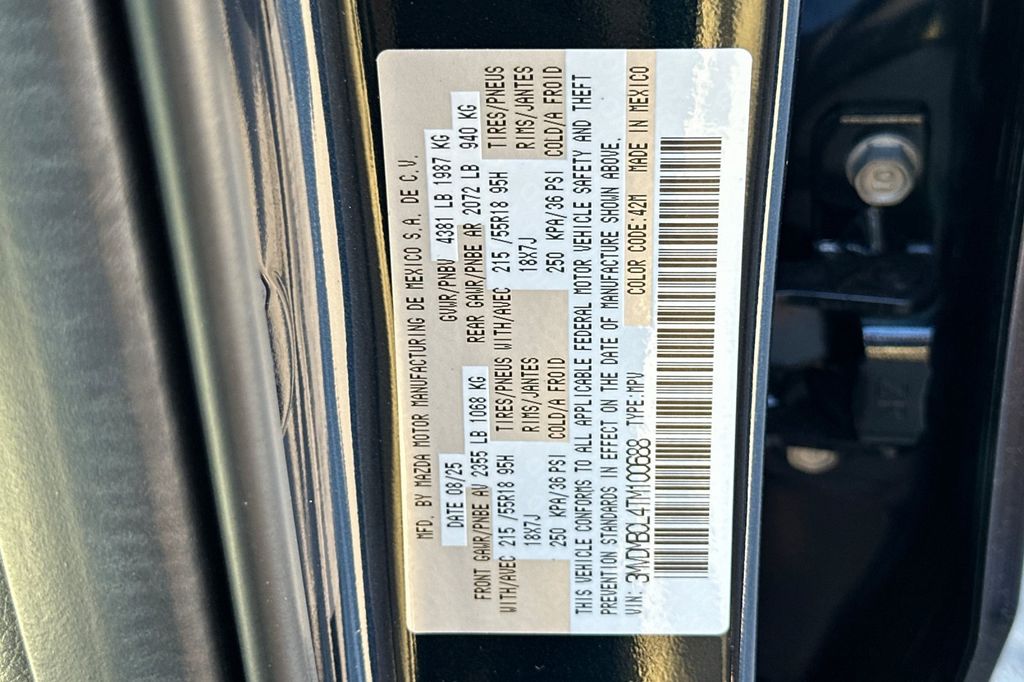 MFD. BY MAZDA MOTOR MANUFACTURING DE MEXICO S.A. DE C.V.
DATE 08/25 GVWR/PNBV 4381 LB 1987 KG
FRONT GAWR/PNBE AV 2355 LB 1068 KG REAR GAWR/PNBE AR 2072 LB 940 KG
WITH/AVEC 215 /55R18 95H TIRES/PNEUS WITH/AVEC 215 /55R18 95H TIRES/PNEUS
18X7J RIMS/JANTES 18X7J RIMS/JANTES
250 KPA/36 PSI COLD/A FROID 250 KPA/36 PSI COLD/A FROID
THIS VEHICLE CONFORMS TO ALL APPLICABLE FEDERAL MOTOR VEHICLE SAFETY AND THEFT
PREVENTION STANDARDS IN EFFECT ON THE DATE OF MANUFACTURE SHOWN ABOVE.
VIN: 3MVDMBCL4TM100688 TYPE:MPV COLOR CODE:42M MADE IN MEXICO